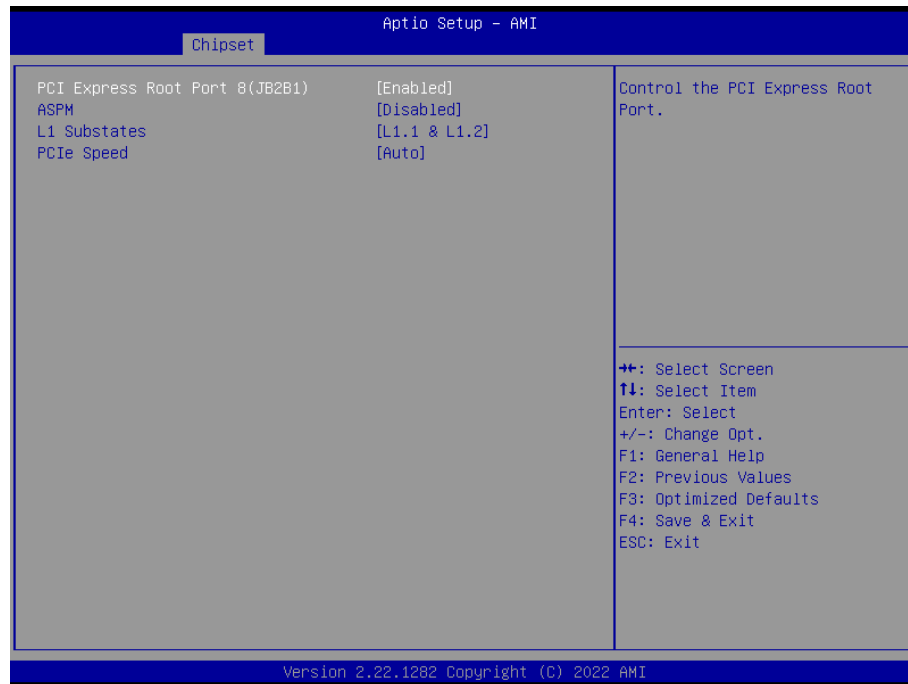 Aptio Setup – AMI
Chipset
PCI Express Root Port 8(JB2B1) [Enabled]
ASPM [Disabled]
L1 Substates [L1.1 & L1.2]
PCIe Speed [Auto]
Control the PCI Express Root
Port.
→←: Select Screen
↑↓: Select Item
Enter: Select
+/-: Change Opt.
F1: General Help
F2: Previous Values
F3: Optimized Defaults
F4: Save & Exit
ESC: Exit
Version 2.22.1282 Copyright (C) 2022 AMI